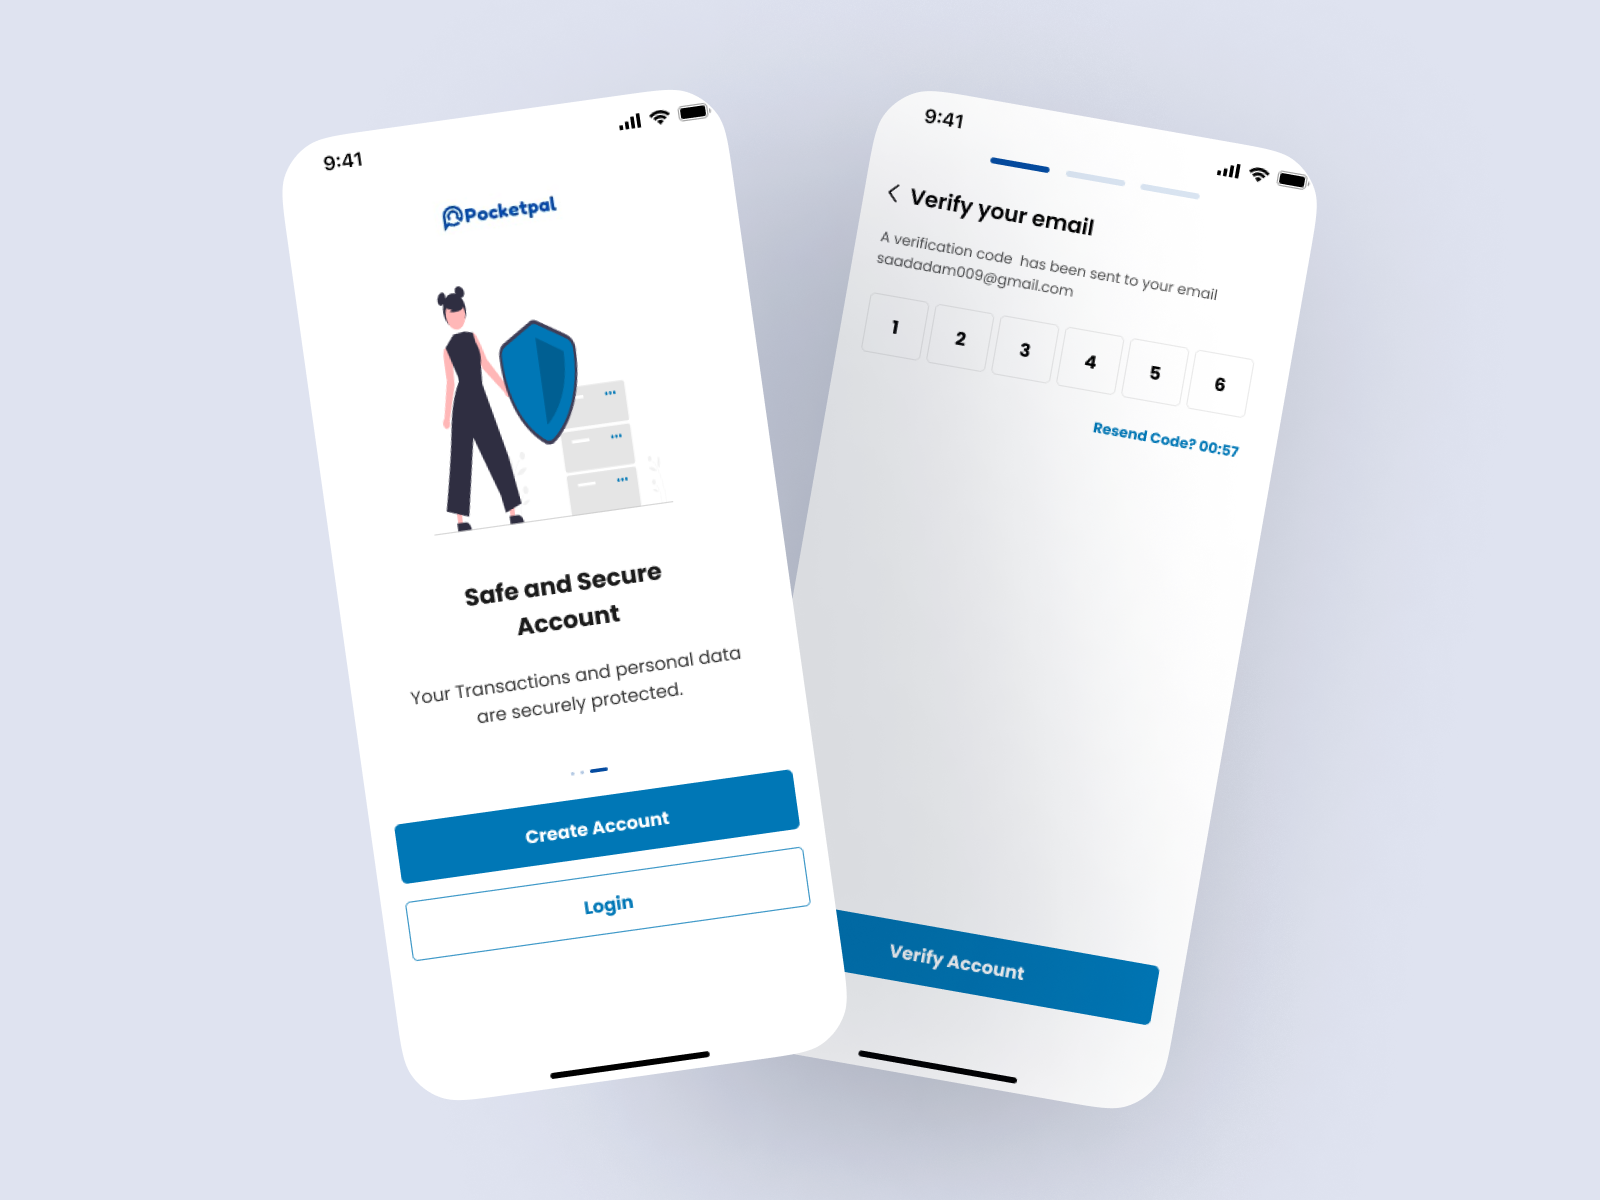 9:41
Pocketpal
Safe and Secure
Account
Your Transactions and personal data
are securely protected.
Create Account
Login
9:41
Verify your email
A verification code has been sent to your email
saadadam009@gmail.com
1 2 3 4 5 6
Resend Code? 00:57
Verify Account